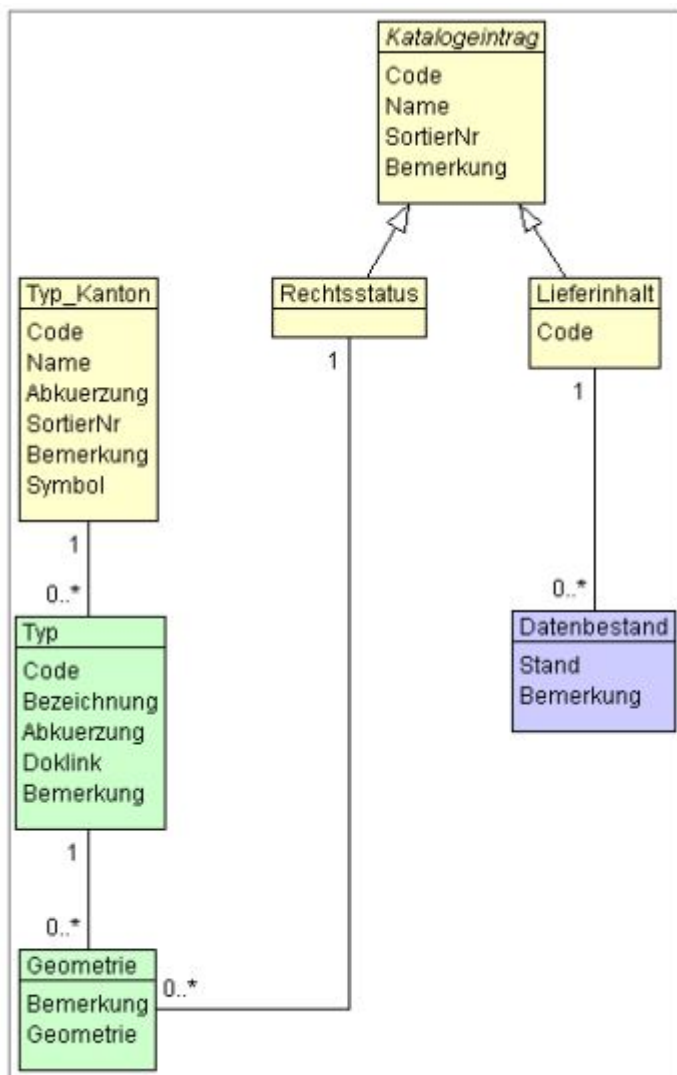 Katalogeintrag
Code
Name
SortierNr
Bemerkung
Typ_Kanton
Code
Name
Abkuerzung
SortierNr
Bemerkung
Symbol
Rechtsstatus
1
Lieferinhalt
Code
1
1
0..*
Typ
Code
Bezeichnung
Abkuerzung
Doklink
Bemerkung
0..*
Datenbestand
Stand
Bemerkung
1
0..*
Geometrie
Bemerkung
Geometrie
0..*